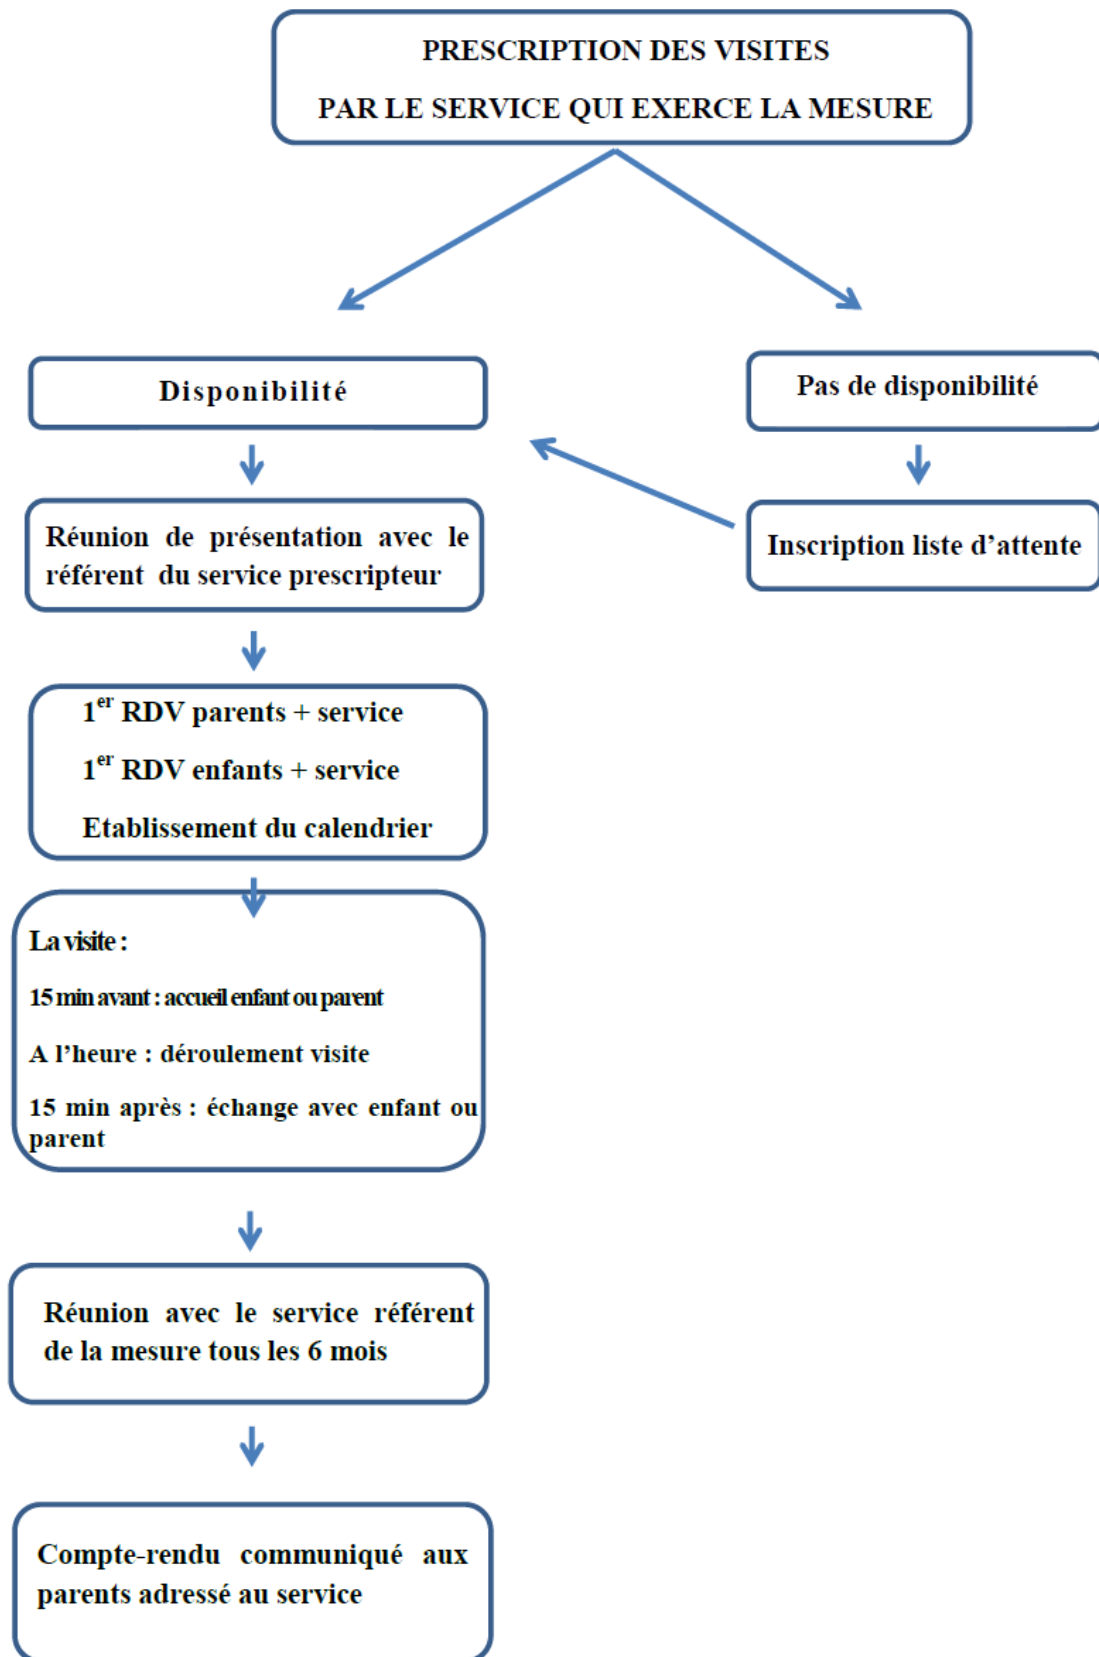 PRESCRIPTION DES VISITES
PAR LE SERVICE QUI EXERCE LA MESURE
Disponibilité
Pas de disponibilité
Réunion de présentation avec le
référent du service prescripteur
Inscription liste d’attente
1er RDV parents + service
1er RDV enfants + service
Etablissement du calendrier
La visite :
15 min avant : accueil enfant ou parent
A l’heure : déroulement visite
15 min après : échange avec enfant ou
parent
Réunion avec le service référent
de la mesure tous les 6 mois
Compte-rendu communiqué aux
parents adressé au service